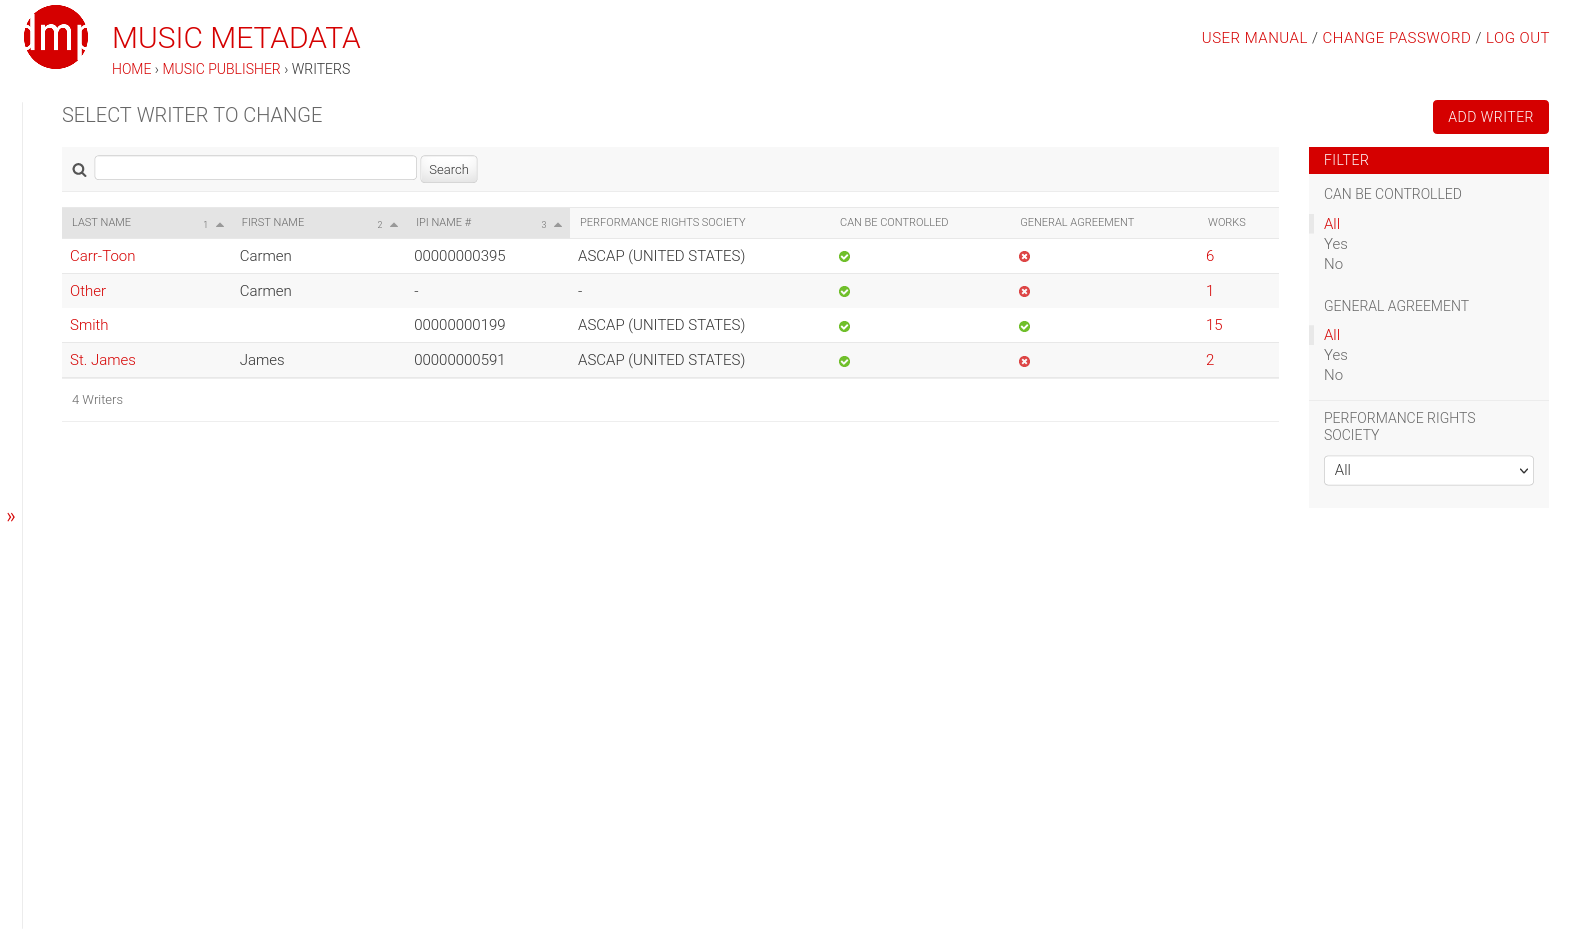 dmp
MUSIC METADATA
USER MANUAL / CHANGE PASSWORD / LOG OUT
HOME › MUSIC PUBLISHER › WRITERS
SELECT WRITER TO CHANGE
ADD WRITER
Search
LAST NAME 1 FIRST NAME 2 IPI NAME # 3 PERFORMANCE RIGHTS SOCIETY CAN BE CONTROLLED GENERAL AGREEMENT WORKS
Carr-Toon Carmen 00000000395 ASCAP (UNITED STATES) 6
Other Carmen - - 1
Smith 00000000199 ASCAP (UNITED STATES) 15
St. James James 00000000591 ASCAP (UNITED STATES) 2
4 Writers
FILTER
CAN BE CONTROLLED
All
Yes
No
GENERAL AGREEMENT
All
Yes
No
PERFORMANCE RIGHTS
SOCIETY
All
»